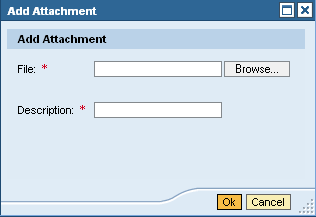 Add Attachment
Add Attachment
File: * Browse...
Description: *
Ok Cancel